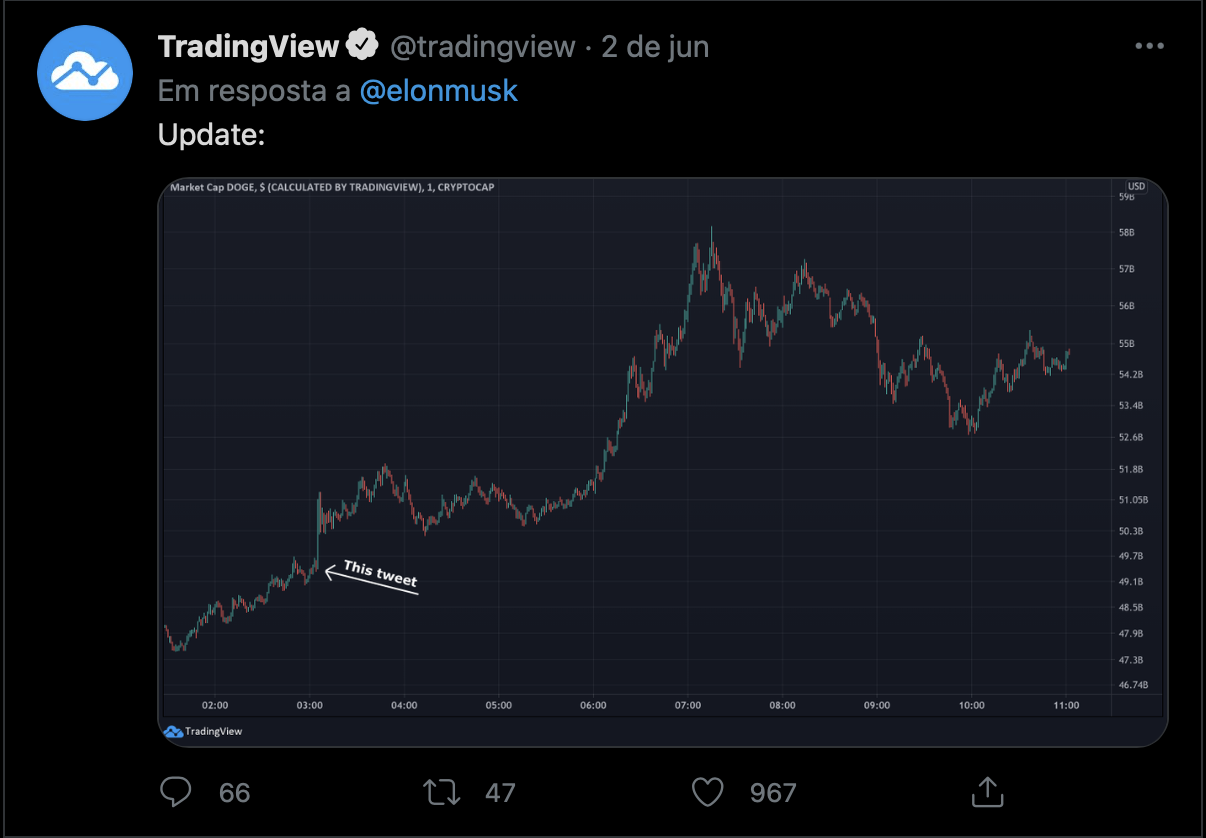 TradingView @tradingview · 2 de jun
Em resposta a @elonmusk
Update:
Market Cap DOGE, $ (CALCULATED BY TRADINGVIEW), 1, CRYPTOCAP
USD
59B
58B
57B
56B
55B
54.2B
53.4B
52.6B
51.8B
51.05B
50.3B
49.7B
49.1B
48.5B
47.9B
47.3B
46.74B
This tweet
02:00 03:00 04:00 05:00 06:00 07:00 08:00 09:00 10:00 11:00
TradingView
66 47 967